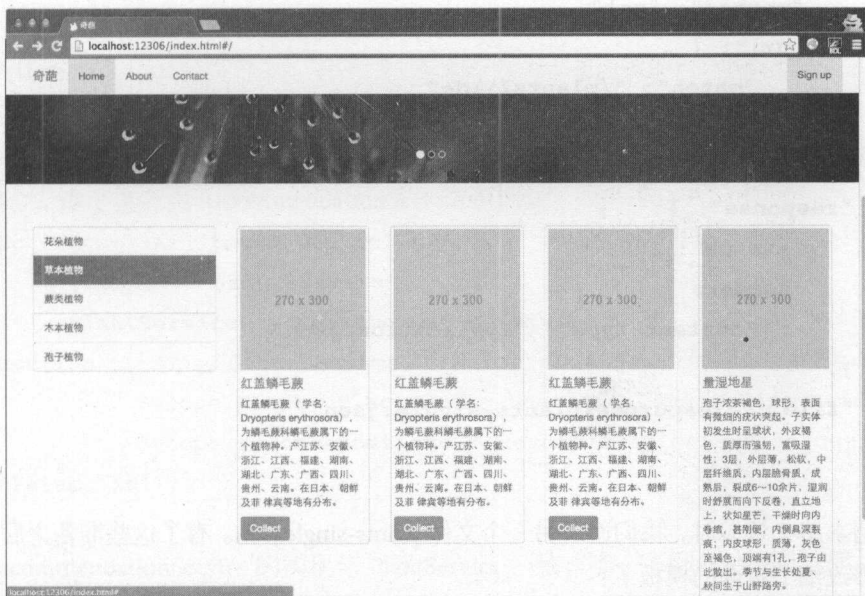 奇葩
localhost:12306/index.html#/
奇葩 Home About Contact Sign up
花朵植物
草本植物
蕨类植物
木本植物
孢子植物
270 x 300
红盖鳞毛蕨
红盖鳞毛蕨（学名：
Dryopteris erythrosora），
为鳞毛蕨科鳞毛蕨属下的一
个植物种。产江苏、安徽、
浙江、江西、福建、湖南、
湖北、广东、广西、四川、
贵州、云南。在日本、朝鲜
及菲 律宾等地有分布。
Collect
270 x 300
红盖鳞毛蕨
红盖鳞毛蕨（学名：
Dryopteris erythrosora），
为鳞毛蕨科鳞毛蕨属下的一
个植物种。产江苏、安徽、
浙江、江西、福建、湖南、
湖北、广东、广西、四川、
贵州、云南。在日本、朝鲜
及菲 律宾等地有分布。
Collect
270 x 300
红盖鳞毛蕨
红盖鳞毛蕨（学名：
Dryopteris erythrosora），
为鳞毛蕨科鳞毛蕨属下的一
个植物种。产江苏、安徽、
浙江、江西、福建、湖南、
湖北、广东、广西、四川、
贵州、云南。在日本、朝鲜
及菲 律宾等地有分布。
Collect
270 x 300
量湿地星
孢子浓茶褐色，球形，表面
有微细的疣状突起。子实体
初发生时呈球状，外皮褐
色，质厚而强韧，富吸湿
性；3层，外层薄，松软，中
层纤维质，内层脆骨质，成
熟后，裂成6～10余片，湿润
时舒展而向下反卷，直立地
上，状如星芒，干燥时向内
卷缩，甚刚硬，内侧具深裂
痕；内皮球形，质薄，灰色
至褐色，顶端有1孔，孢子由
此散出。季节与生长处夏、
秋间生于山野路旁。
localhost:12306/index.html#